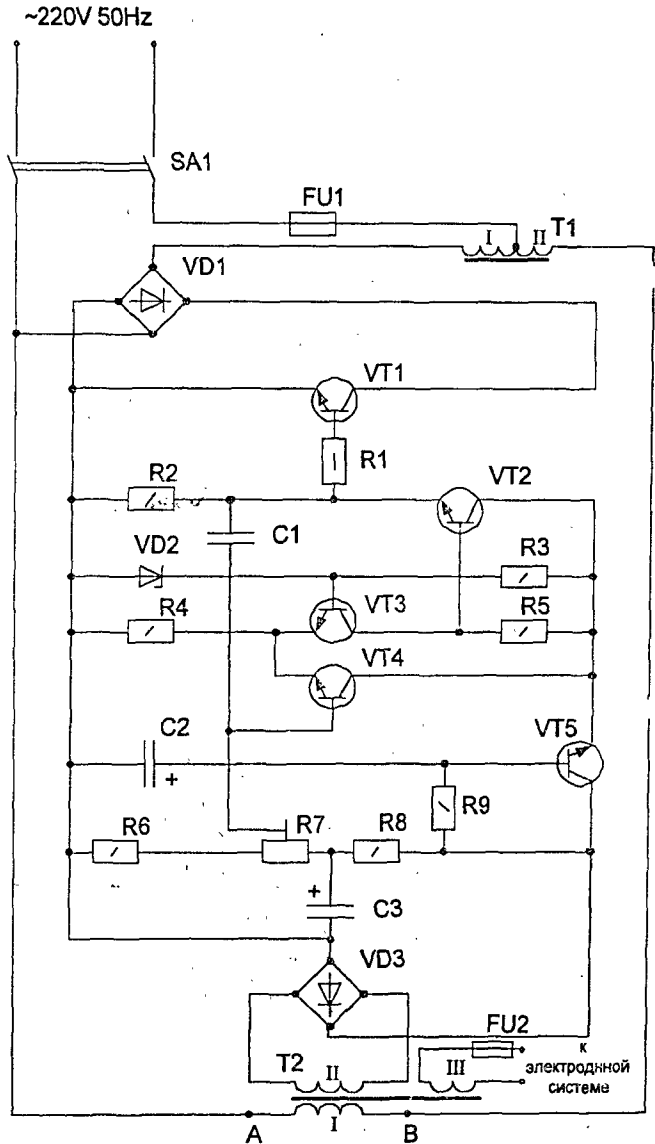 ~220V 50Hz
SA1
FU1
I II T1
VD1
VT1
R1
R2
VT2
C1
VD2
R3
R4
VT3
R5
VT4
C2
VT5
+
R9
R6
R7
R8
+
C3
VD3
FU2
к
электродной
системе
T2
II
III
I
A
B